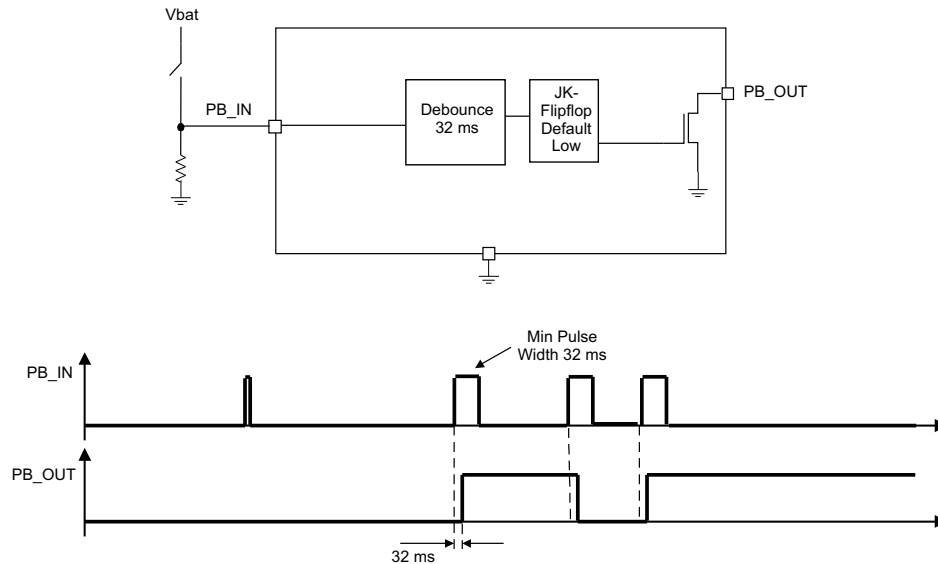 Vbat
PB_IN
Debounce
32 ms
JK-
Flipflop
Default
Low
PB_OUT
Min Pulse
Width 32 ms
PB_IN
PB_OUT
32 ms